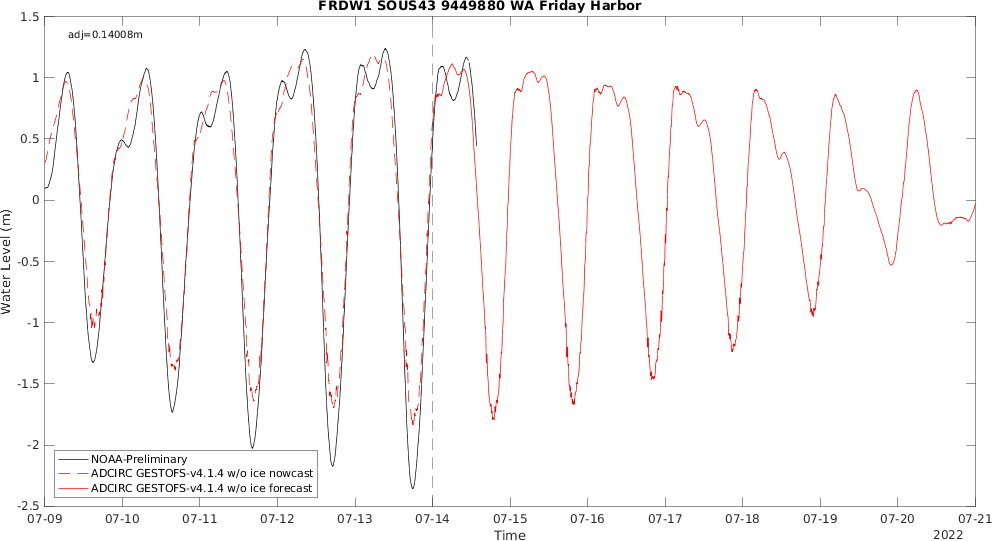 FRDW1 SOUS43 9449880 WA Friday Harbor
adj=0.14008m
1.5
1
0.5
0
-0.5
-1
-1.5
-2
-2.5
Water Level (m)
NOAA-Preliminary
ADCIRC GESTOFS-v4.1.4 w/o ice nowcast
ADCIRC GESTOFS-v4.1.4 w/o ice forecast
07-09 07-10 07-11 07-12 07-13 07-14 07-15 07-16 07-17 07-18 07-19 07-20 07-21
Time
2022